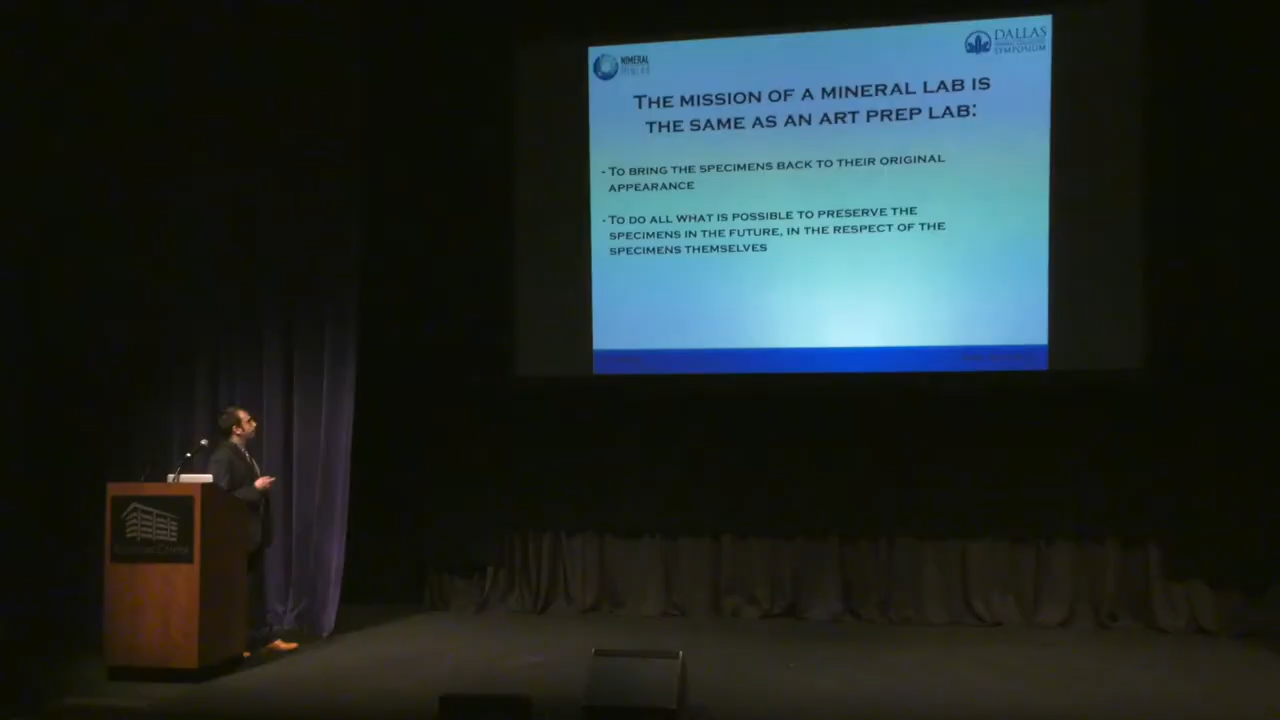 DALLAS
SYMPOSIUM
THE MISSION OF A MINERAL LAB IS
THE SAME AS AN ART PREP LAB:
- TO BRING THE SPECIMENS BACK TO THEIR ORIGINAL
APPEARANCE
- TO DO ALL WHAT IS POSSIBLE TO PRESERVE THE
SPECIMENS IN THE FUTURE, IN THE RESPECT OF THE
SPECIMENS THEMSELVES